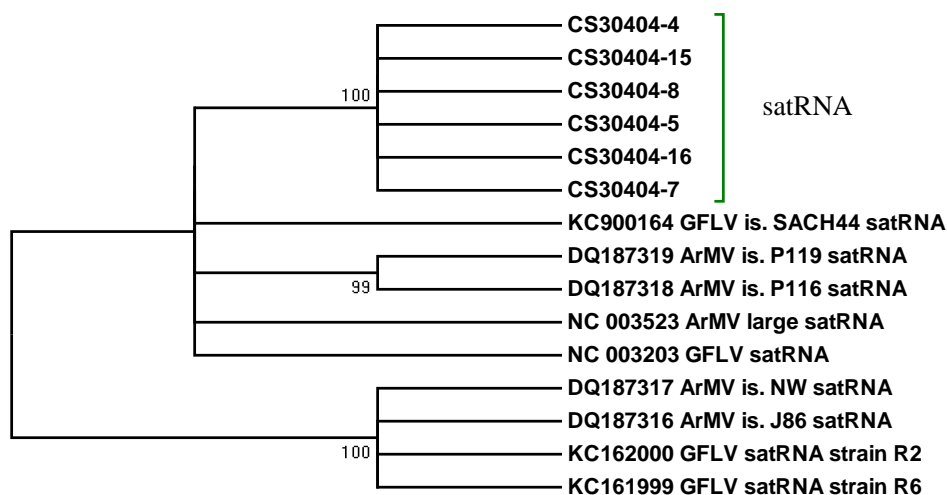 CS30404-4
CS30404-15
100
CS30404-8
satRNA
CS30404-5
CS30404-16
CS30404-7
KC900164 GFLV is. SACH44 satRNA
DQ187319 ArMV is. P119 satRNA
99
DQ187318 ArMV is. P116 satRNA
NC 003523 ArMV large satRNA
NC 003203 GFLV satRNA
DQ187317 ArMV is. NW satRNA
DQ187316 ArMV is. J86 satRNA
100
KC162000 GFLV satRNA strain R2
KC161999 GFLV satRNA strain R6